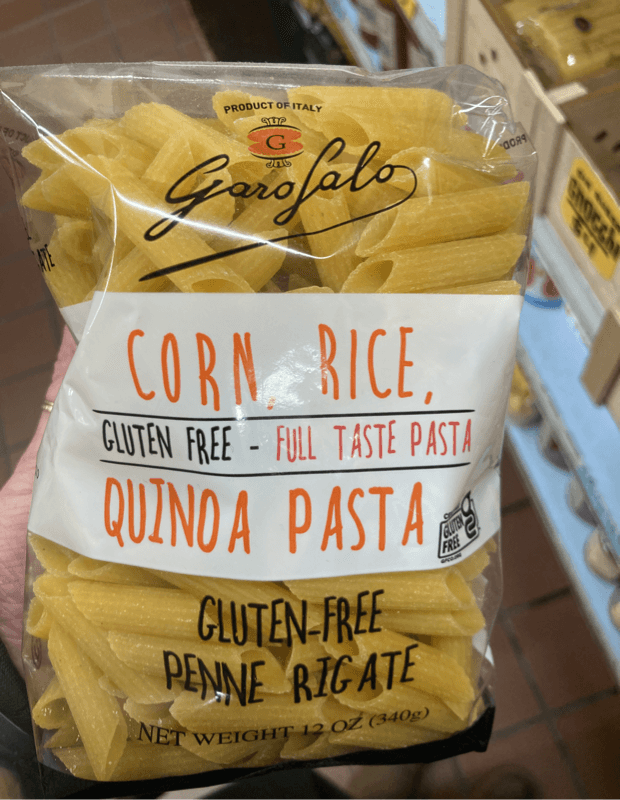 PRODUCT OF ITALY
G
Garofalo
CORN, RICE,
GLUTEN FREE - FULL TASTE PASTA
QUINOA PASTA
GLUTEN
FREE
GLUTEN-FREE
PENNE RIGATE
NET WEIGHT 12 OZ (340g)